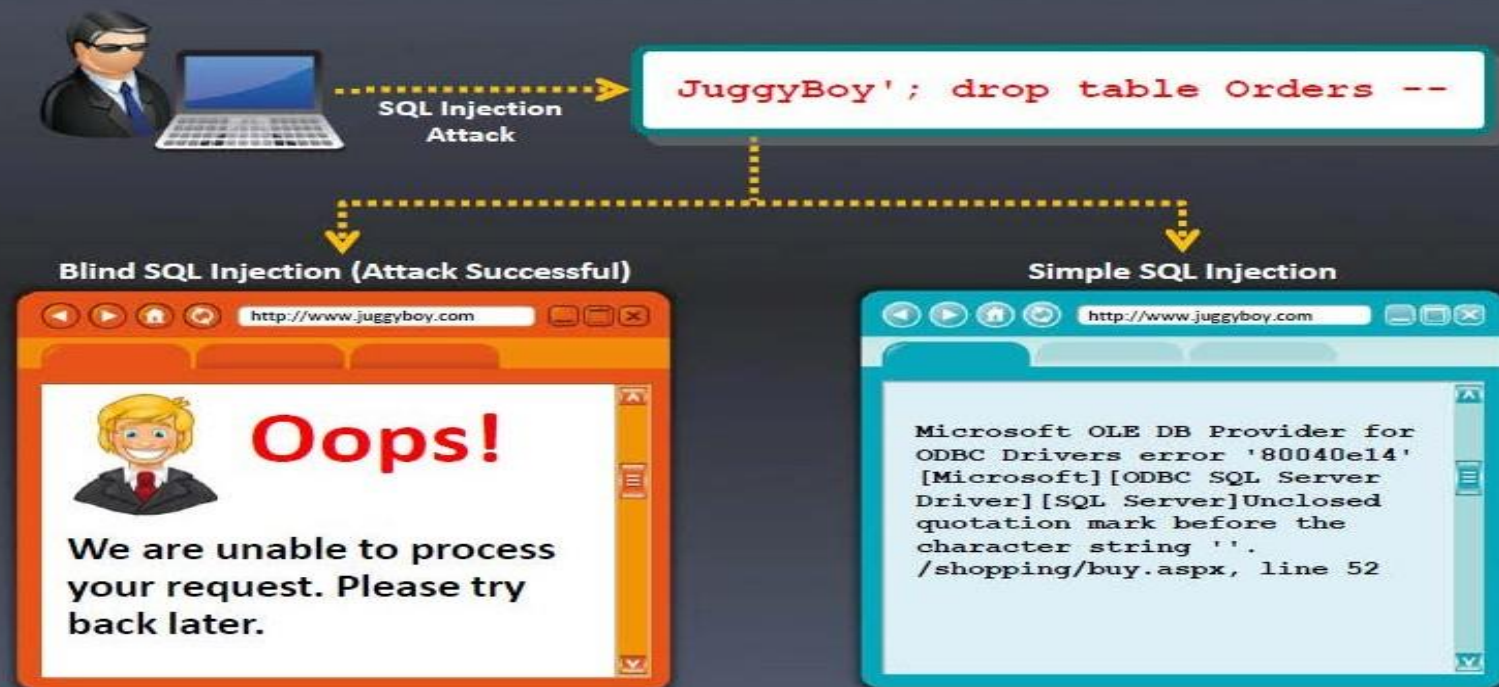 SQL Injection
Attack
JuggyBoy'; drop table Orders --
Blind SQL Injection (Attack Successful)
http://www.juggyboy.com
Oops!
We are unable to process
your request. Please try
back later.
Simple SQL Injection
http://www.juggyboy.com
Microsoft OLE DB Provider for
ODBC Drivers error '80040e14'
[Microsoft][ODBC SQL Server
Driver][SQL Server]Unclosed
quotation mark before the
character string ''.
/shopping/buy.aspx, line 52